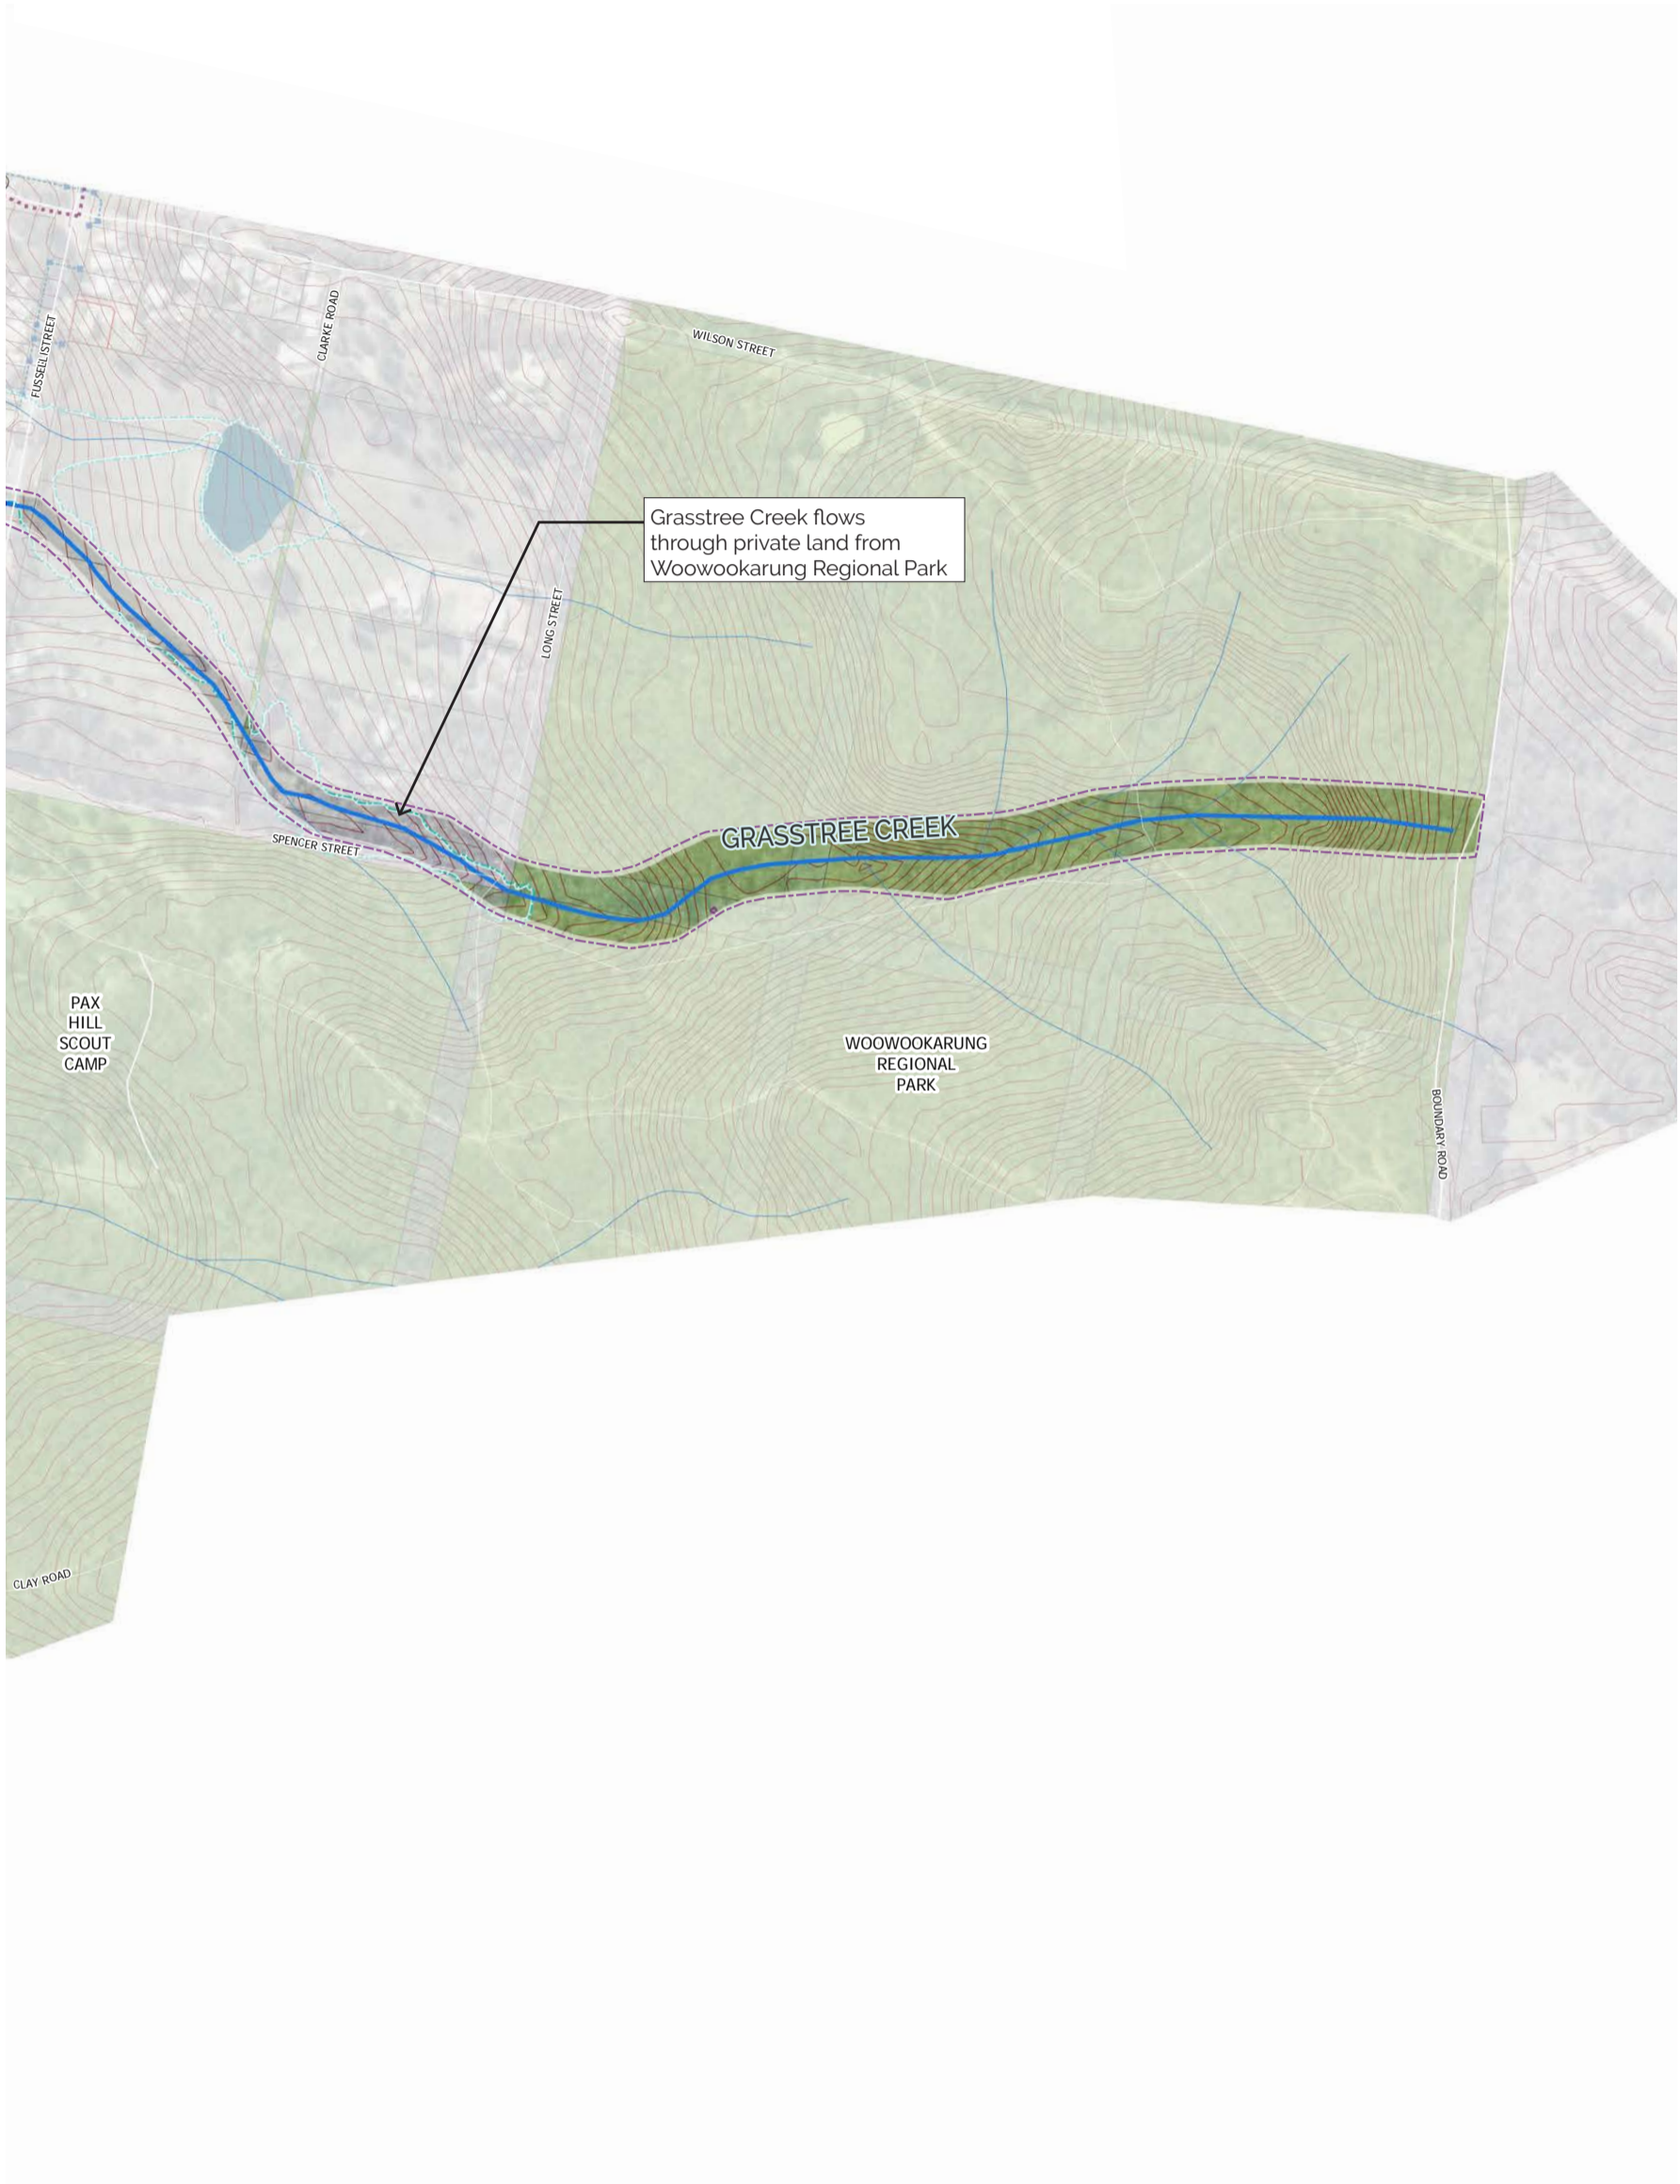 FUSSELL STREET
CLARKE ROAD
WILSON STREET
Grasstree Creek flows
through private land from
Woowookarung Regional Park
LONG STREET
GRASSTREE CREEK
SPENCER STREET
PAX
HILL
SCOUT
CAMP
WOOWOOKARUNG
REGIONAL
PARK
BOUNDARY ROAD
CLAY ROAD